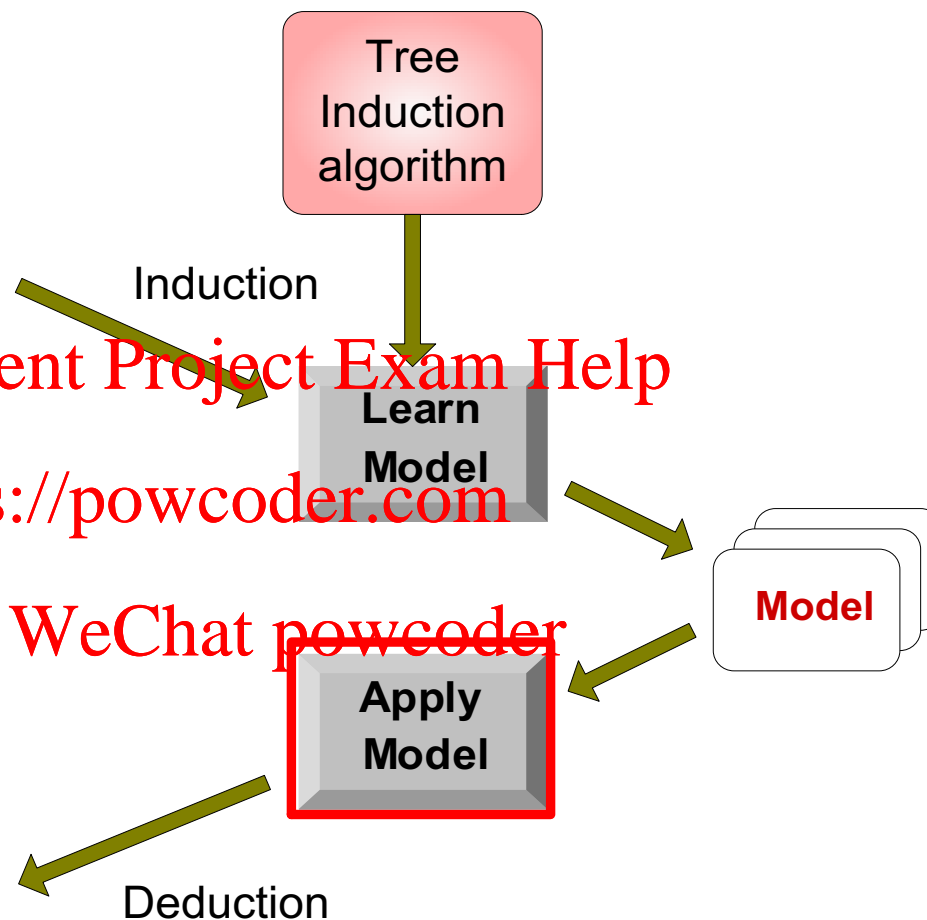 Tree
Induction
algorithm
Induction
ent Project Exam Help
Learn
Model
s://powcoder.com
Model
WeChat powcoder
Apply
Model
Deduction